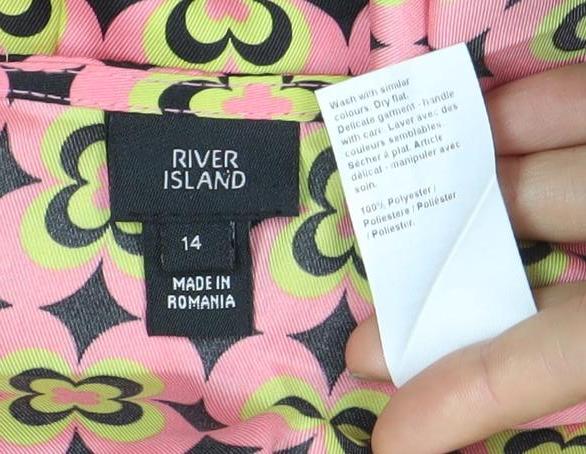 RIVER
ISLAND
14
MADE IN
ROMANIA
Wash with similar
colours. Dry flat.
Delicate garment - handle
with care. Laver avec des
couleurs semblables.
Sécher à plat. Article
délicat - manipuler avec
soin.
100% Polyester /
Poliestere / Poliéster
/ Poliester.